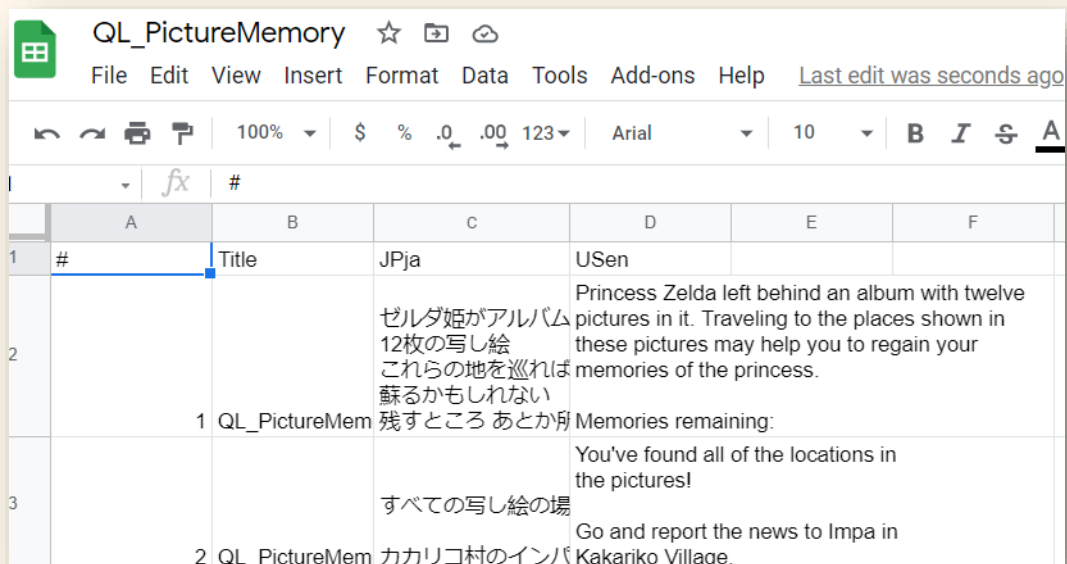 QL_PictureMemory
File Edit View Insert Format Data Tools Add-ons Help Last edit was seconds ago
100% $ % .0 .00 123 Arial 10 B I S A
fx #
A B C D E F
1 # Title JPja USen
2
1 QL_PictureMem
ゼルダ姫がアルバム
12枚の写し絵
これらの地を巡れば
蘇るかもしれない
残すところ あとか所
Princess Zelda left behind an album with twelve
pictures in it. Traveling to the places shown in
these pictures may help you to regain your
memories of the princess.
Memories remaining:
3
2 QL_PictureMem
すべての写し絵の場
カカリコ村のインパ
You've found all of the locations in
the pictures!
Go and report the news to Impa in
Kakariko Village.